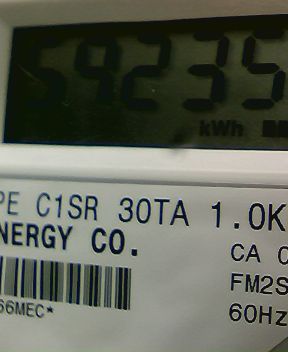 59235
kWh
PE C1SR 30TA 1.0K
NERGY CO.
CA
FM2S
66MEC*
60Hz